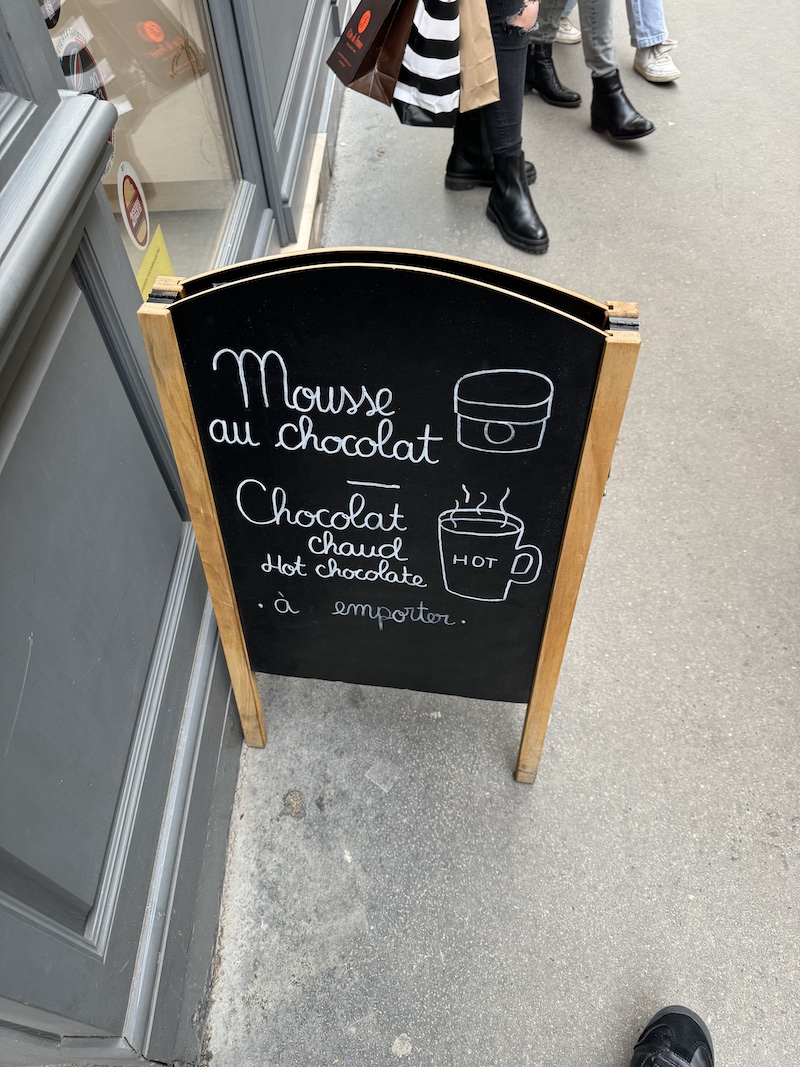 Mousse
au chocolat
Chocolat
chaud
Hot chocolate
HOT
· à emporter ·